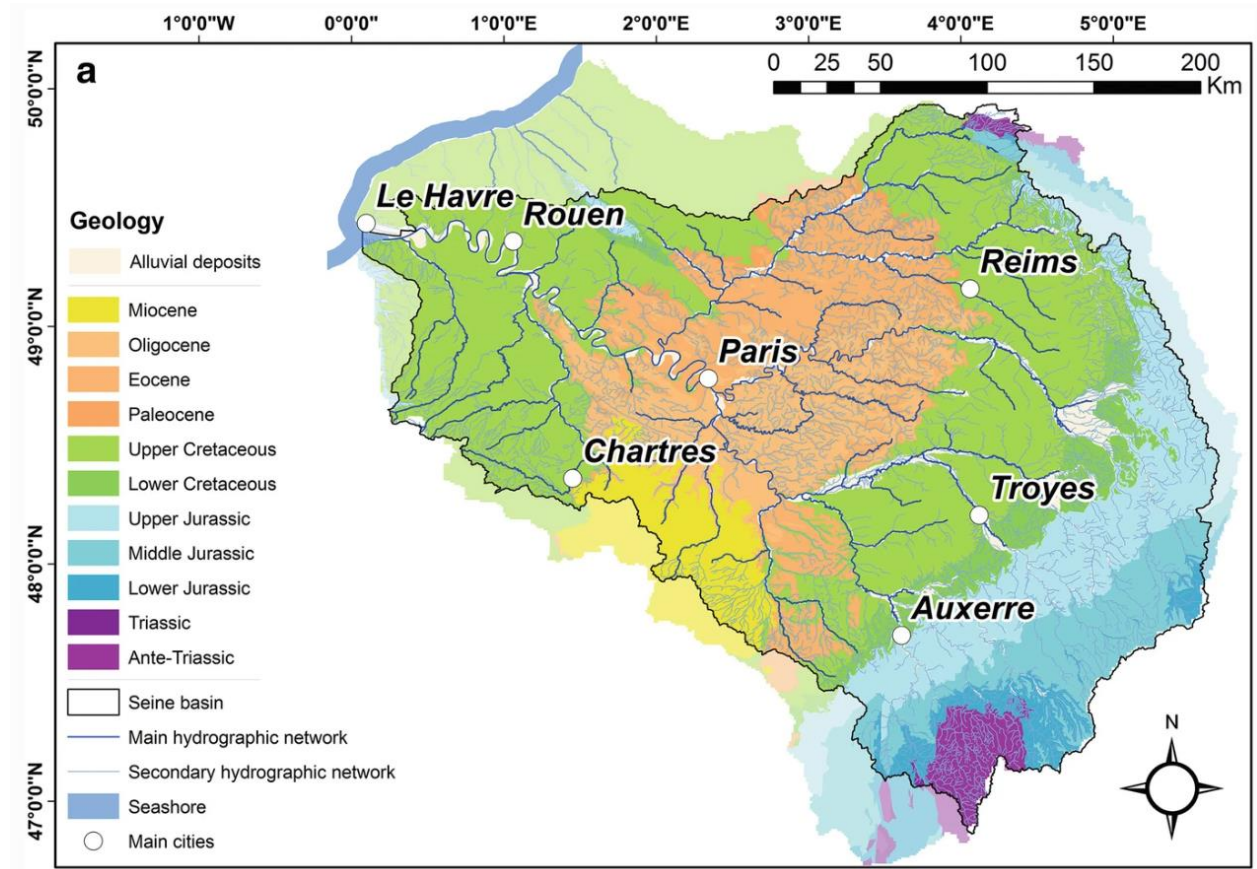 1°0'0"W 0°0'0" 1°0'0"E 2°0'0"E 3°0'0"E 4°0'0"E 5°0'0"E
a
0 25 50 100 150 200
Km
50°0'0"N
49°0'0"N
48°0'0"N
47°0'0"N
Le Havre
Rouen
Reims
Paris
Chartres
Troyes
Auxerre
Geology
Alluvial deposits
Miocene
Oligocene
Eocene
Paleocene
Upper Cretaceous
Lower Cretaceous
Upper Jurassic
Middle Jurassic
Lower Jurassic
Triassic
Ante-Triassic
Seine basin
Main hydrographic network
Secondary hydrographic network
Seashore
Main cities
N